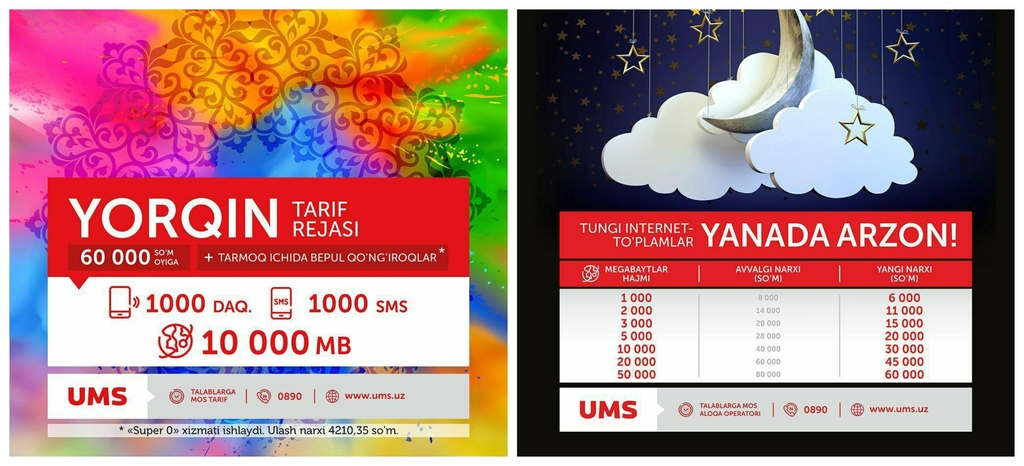 YORQIN TARIF REJASI
60 000 SO'M OYIGA + TARMOQ ICHIDA BEPUL QO'NG'IROQLAR*
1000 DAQ. SMS 1000 SMS
10 000 MB
UMS TALABLARGA MOS TARIF 0890 www.ums.uz
* «Super 0» xizmati ishlaydi. Ulash narxi 4210,35 so'm.
TUNGI INTERNET-TO'PLAMLAR YANADA ARZON!
MEGABAYTLAR HAJMI AVVALGI NARXI (SO'M) YANGI NARXI (SO'M)
1 000 8 000 6 000
2 000 14 000 11 000
3 000 20 000 15 000
5 000 28 000 20 000
10 000 40 000 30 000
20 000 60 000 45 000
50 000 80 000 60 000
UMS TALABLARGA MOS ALOQA OPERATORI 0890 www.ums.uz